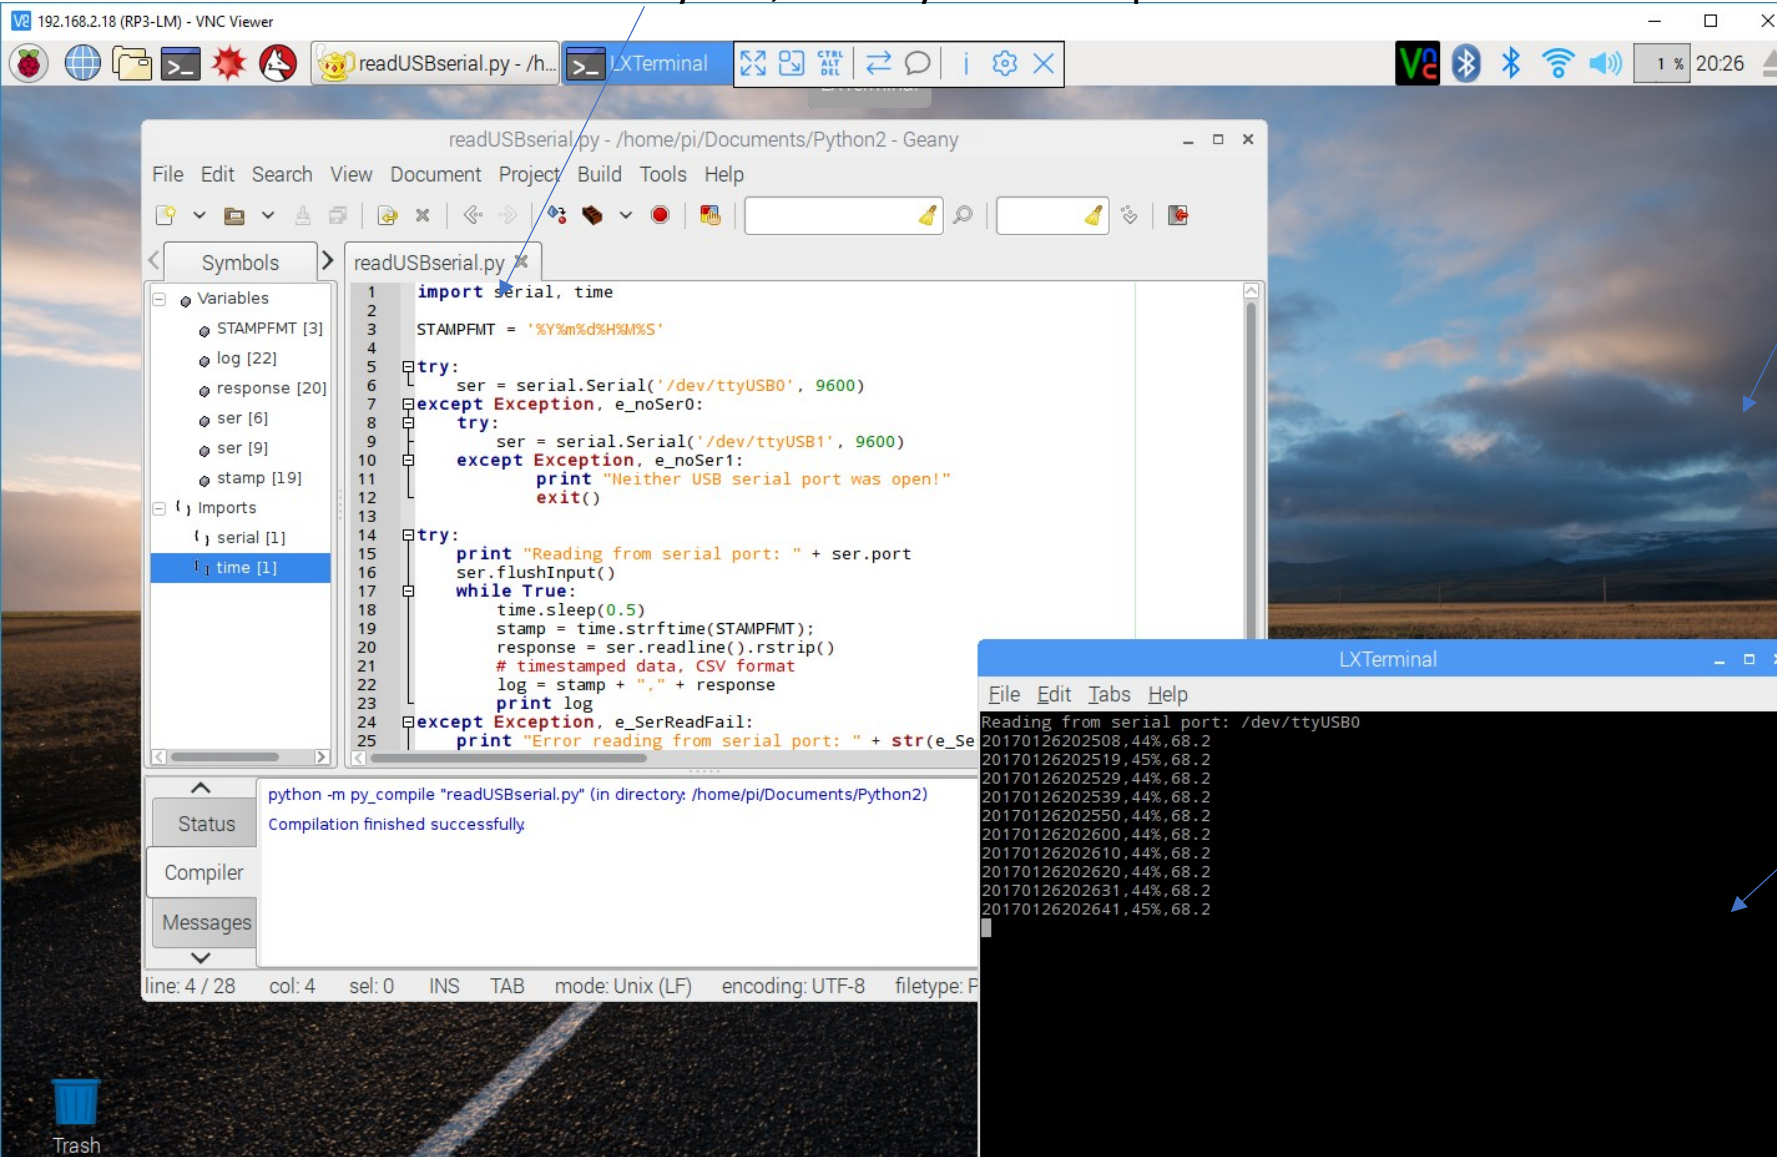 192.168.2.18 (RP3-LM) - VNC Viewer
readUSBserial.py - /h...
LXTerminal
CTRL
ALT
DEL
1 %
20:26
readUSBserial.py - /home/pi/Documents/Python2 - Geany
File Edit Search View Document Project Build Tools Help
Symbols
readUSBserial.py
Variables
STAMPFMT [3]
log [22]
response [20]
ser [6]
ser [9]
stamp [19]
Imports
serial [1]
time [1]
1 import serial, time
2
3 STAMPFMT = '%Y%m%d%H%M%S'
4
5 try:
6 ser = serial.Serial('/dev/ttyUSB0', 9600)
7 except Exception, e_noSer0:
8 try:
9 ser = serial.Serial('/dev/ttyUSB1', 9600)
10 except Exception, e_noSer1:
11 print "Neither USB serial port was open!"
12 exit()
13
14 try:
15 print "Reading from serial port: " + ser.port
16 ser.flushInput()
17 while True:
18 time.sleep(0.5)
19 stamp = time.strftime(STAMPFMT);
20 response = ser.readline().rstrip()
21 # timestamped data, CSV format
22 log = stamp + "," + response
23 print log
24 except Exception, e_SerReadFail:
25 print "Error reading from serial port: " + str(e_Se
Status
Compiler
Messages
python -m py_compile "readUSBserial.py" (in directory: /home/pi/Documents/Python2)
Compilation finished successfully.
line: 4 / 28 col: 4 sel: 0 INS TAB mode: Unix (LF) encoding: UTF-8 filetype: P
LXTerminal
File Edit Tabs Help
Reading from serial port: /dev/ttyUSB0
20170126202508,44%,68.2
20170126202519,45%,68.2
20170126202529,44%,68.2
20170126202539,44%,68.2
20170126202550,44%,68.2
20170126202600,44%,68.2
20170126202610,44%,68.2
20170126202620,44%,68.2
20170126202631,44%,68.2
20170126202641,45%,68.2
Trash